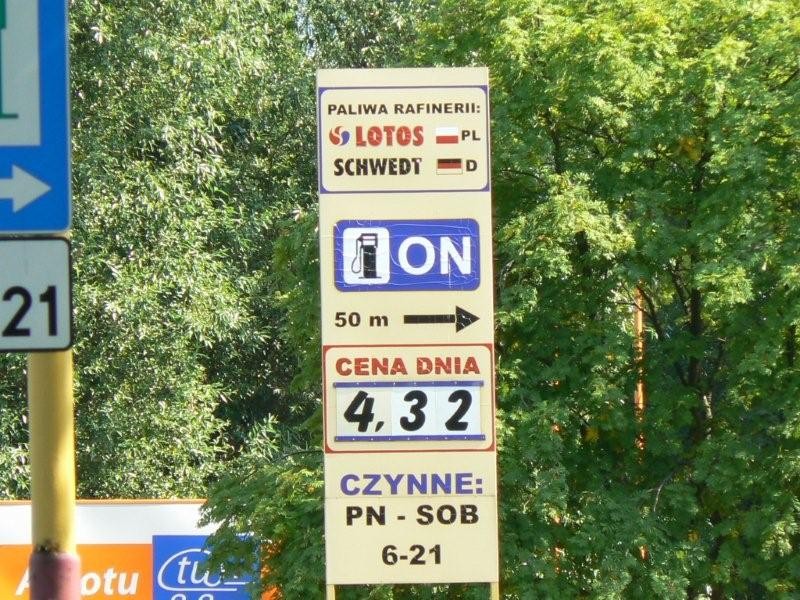 PALIWA RAFINERII:
LOTOS PL
SCHWEDT D
ON
50 m
CENA DNIA
4,32
CZYNNE:
PN - SOB
6-21
21